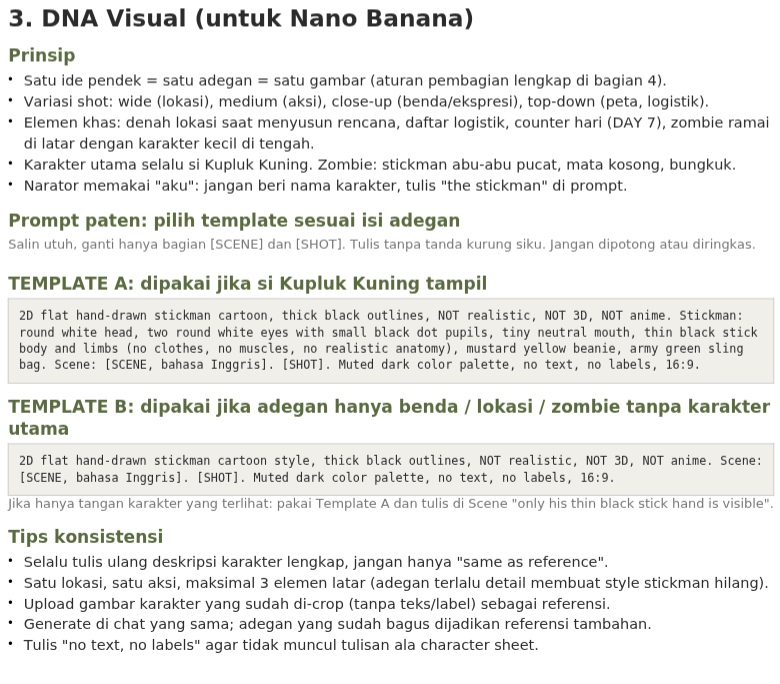 3. DNA Visual (untuk Nano Banana)
Prinsip
• Satu ide pendek = satu adegan = satu gambar (aturan pembagian lengkap di bagian 4).
• Variasi shot: wide (lokasi), medium (aksi), close-up (benda/ekspresi), top-down (peta, logistik).
• Elemen khas: denah lokasi saat menyusun rencana, daftar logistik, counter hari (DAY 7), zombie ramai
di latar dengan karakter kecil di tengah.
• Karakter utama selalu si Kupluk Kuning. Zombie: stickman abu-abu pucat, mata kosong, bungkuk.
• Narator memakai "aku": jangan beri nama karakter, tulis "the stickman" di prompt.
Prompt paten: pilih template sesuai isi adegan
Salin utuh, ganti hanya bagian [SCENE] dan [SHOT]. Tulis tanpa tanda kurung siku. Jangan dipotong atau diringkas.
TEMPLATE A: dipakai jika si Kupluk Kuning tampil
2D flat hand-drawn stickman cartoon, thick black outlines, NOT realistic, NOT 3D, NOT anime. Stickman:
round white head, two round white eyes with small black dot pupils, tiny neutral mouth, thin black stick
body and limbs (no clothes, no muscles, no realistic anatomy), mustard yellow beanie, army green sling
bag. Scene: [SCENE, bahasa Inggris]. [SHOT]. Muted dark color palette, no text, no labels, 16:9.
TEMPLATE B: dipakai jika adegan hanya benda / lokasi / zombie tanpa karakter
utama
2D flat hand-drawn stickman cartoon style, thick black outlines, NOT realistic, NOT 3D, NOT anime. Scene:
[SCENE, bahasa Inggris]. [SHOT]. Muted dark color palette, no text, no labels, 16:9.
Jika hanya tangan karakter yang terlihat: pakai Template A dan tulis di Scene "only his thin black stick hand is visible".
Tips konsistensi
• Selalu tulis ulang deskripsi karakter lengkap, jangan hanya "same as reference".
• Satu lokasi, satu aksi, maksimal 3 elemen latar (adegan terlalu detail membuat style stickman hilang).
• Upload gambar karakter yang sudah di-crop (tanpa teks/label) sebagai referensi.
• Generate di chat yang sama; adegan yang sudah bagus dijadikan referensi tambahan.
• Tulis "no text, no labels" agar tidak muncul tulisan ala character sheet.